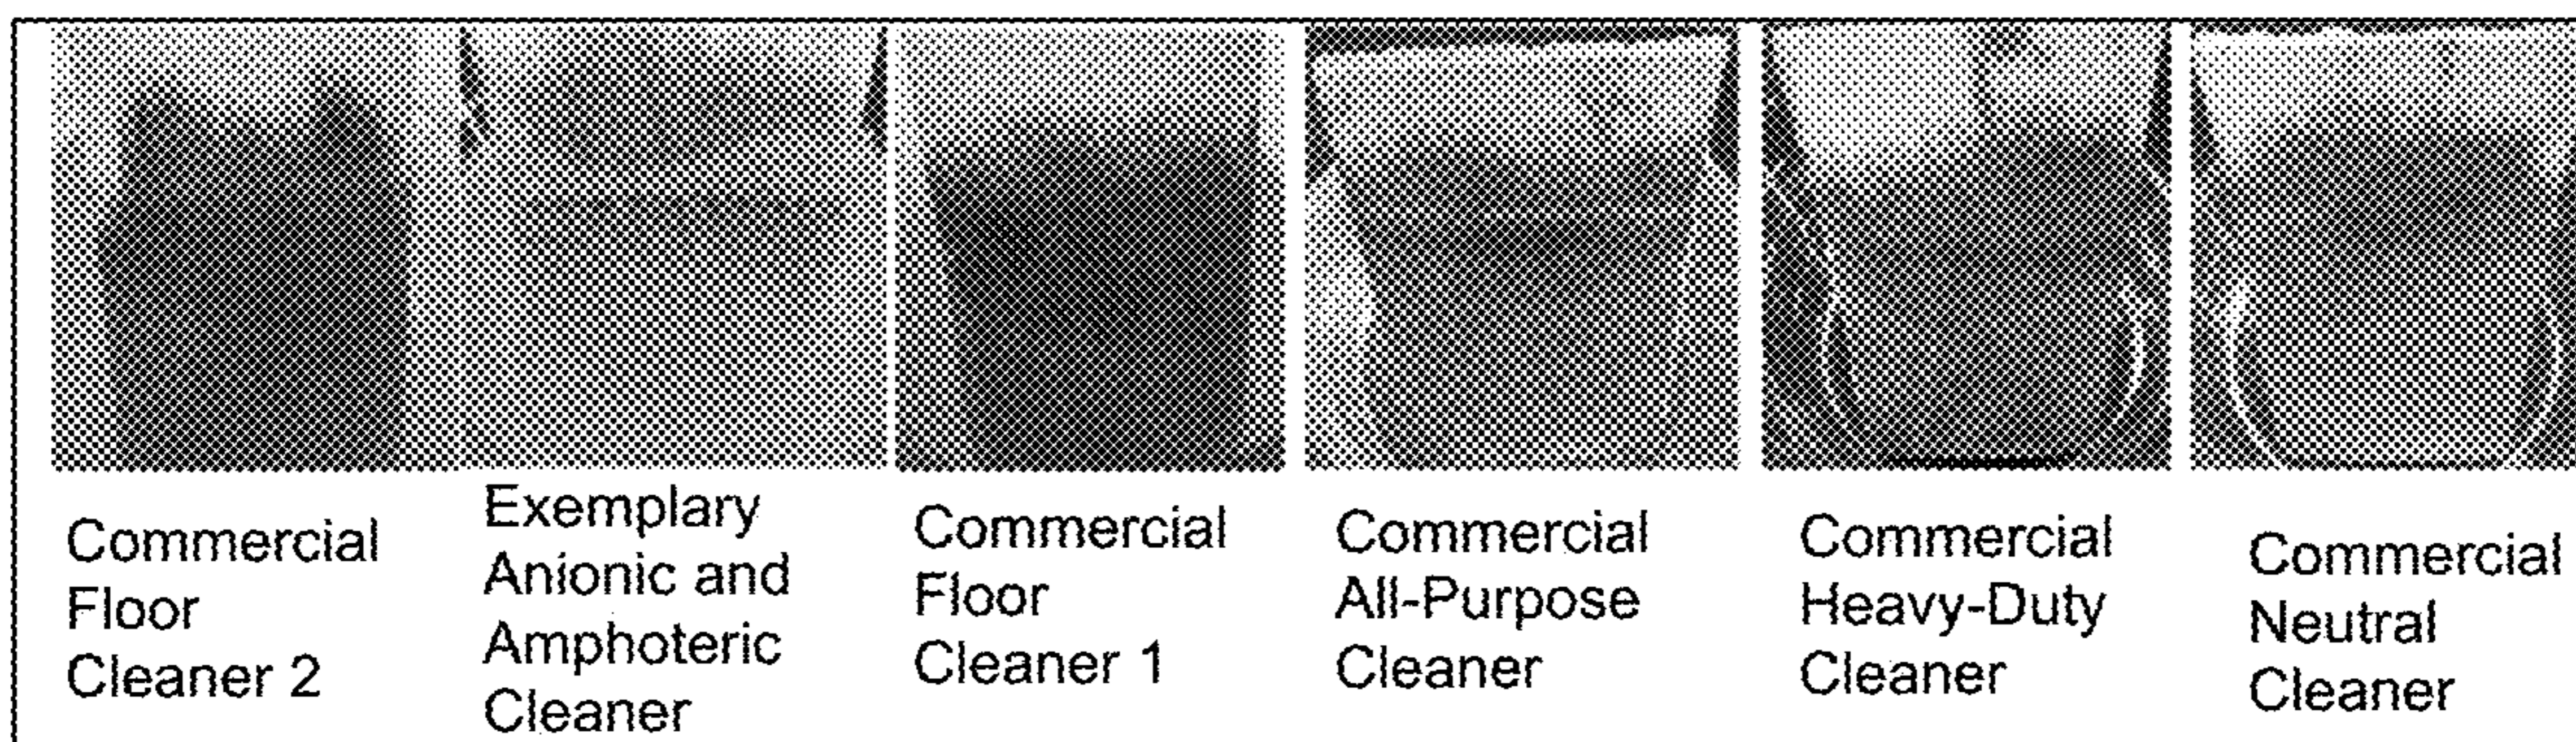 Commercial
Floor
Cleaner 2
Exemplary
Anionic and
Amphoteric
Cleaner
Commercial
Floor
Cleaner 1
Commercial
All-Purpose
Cleaner
Commercial
Heavy-Duty
Cleaner
Commercial
Neutral
Cleaner